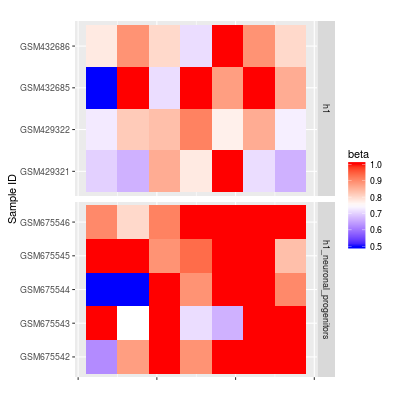 GSM432686
GSM432685
GSM429322
GSM429321
h1
GSM675546
GSM675545
GSM675544
GSM675543
GSM675542
h1_neuronal_progenitors
Sample ID
beta
1.0
0.9
0.8
0.7
0.6
0.5